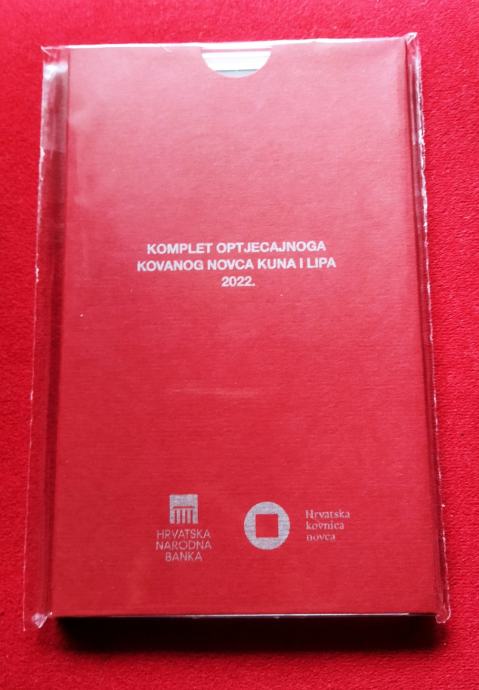 KOMPLET OPTJECAJNOGA
KOVANOG NOVCA KUNA I LIPA
2022.
HRVATSKA
NARODNA
BANKA
Hrvatska
kovnica
novca